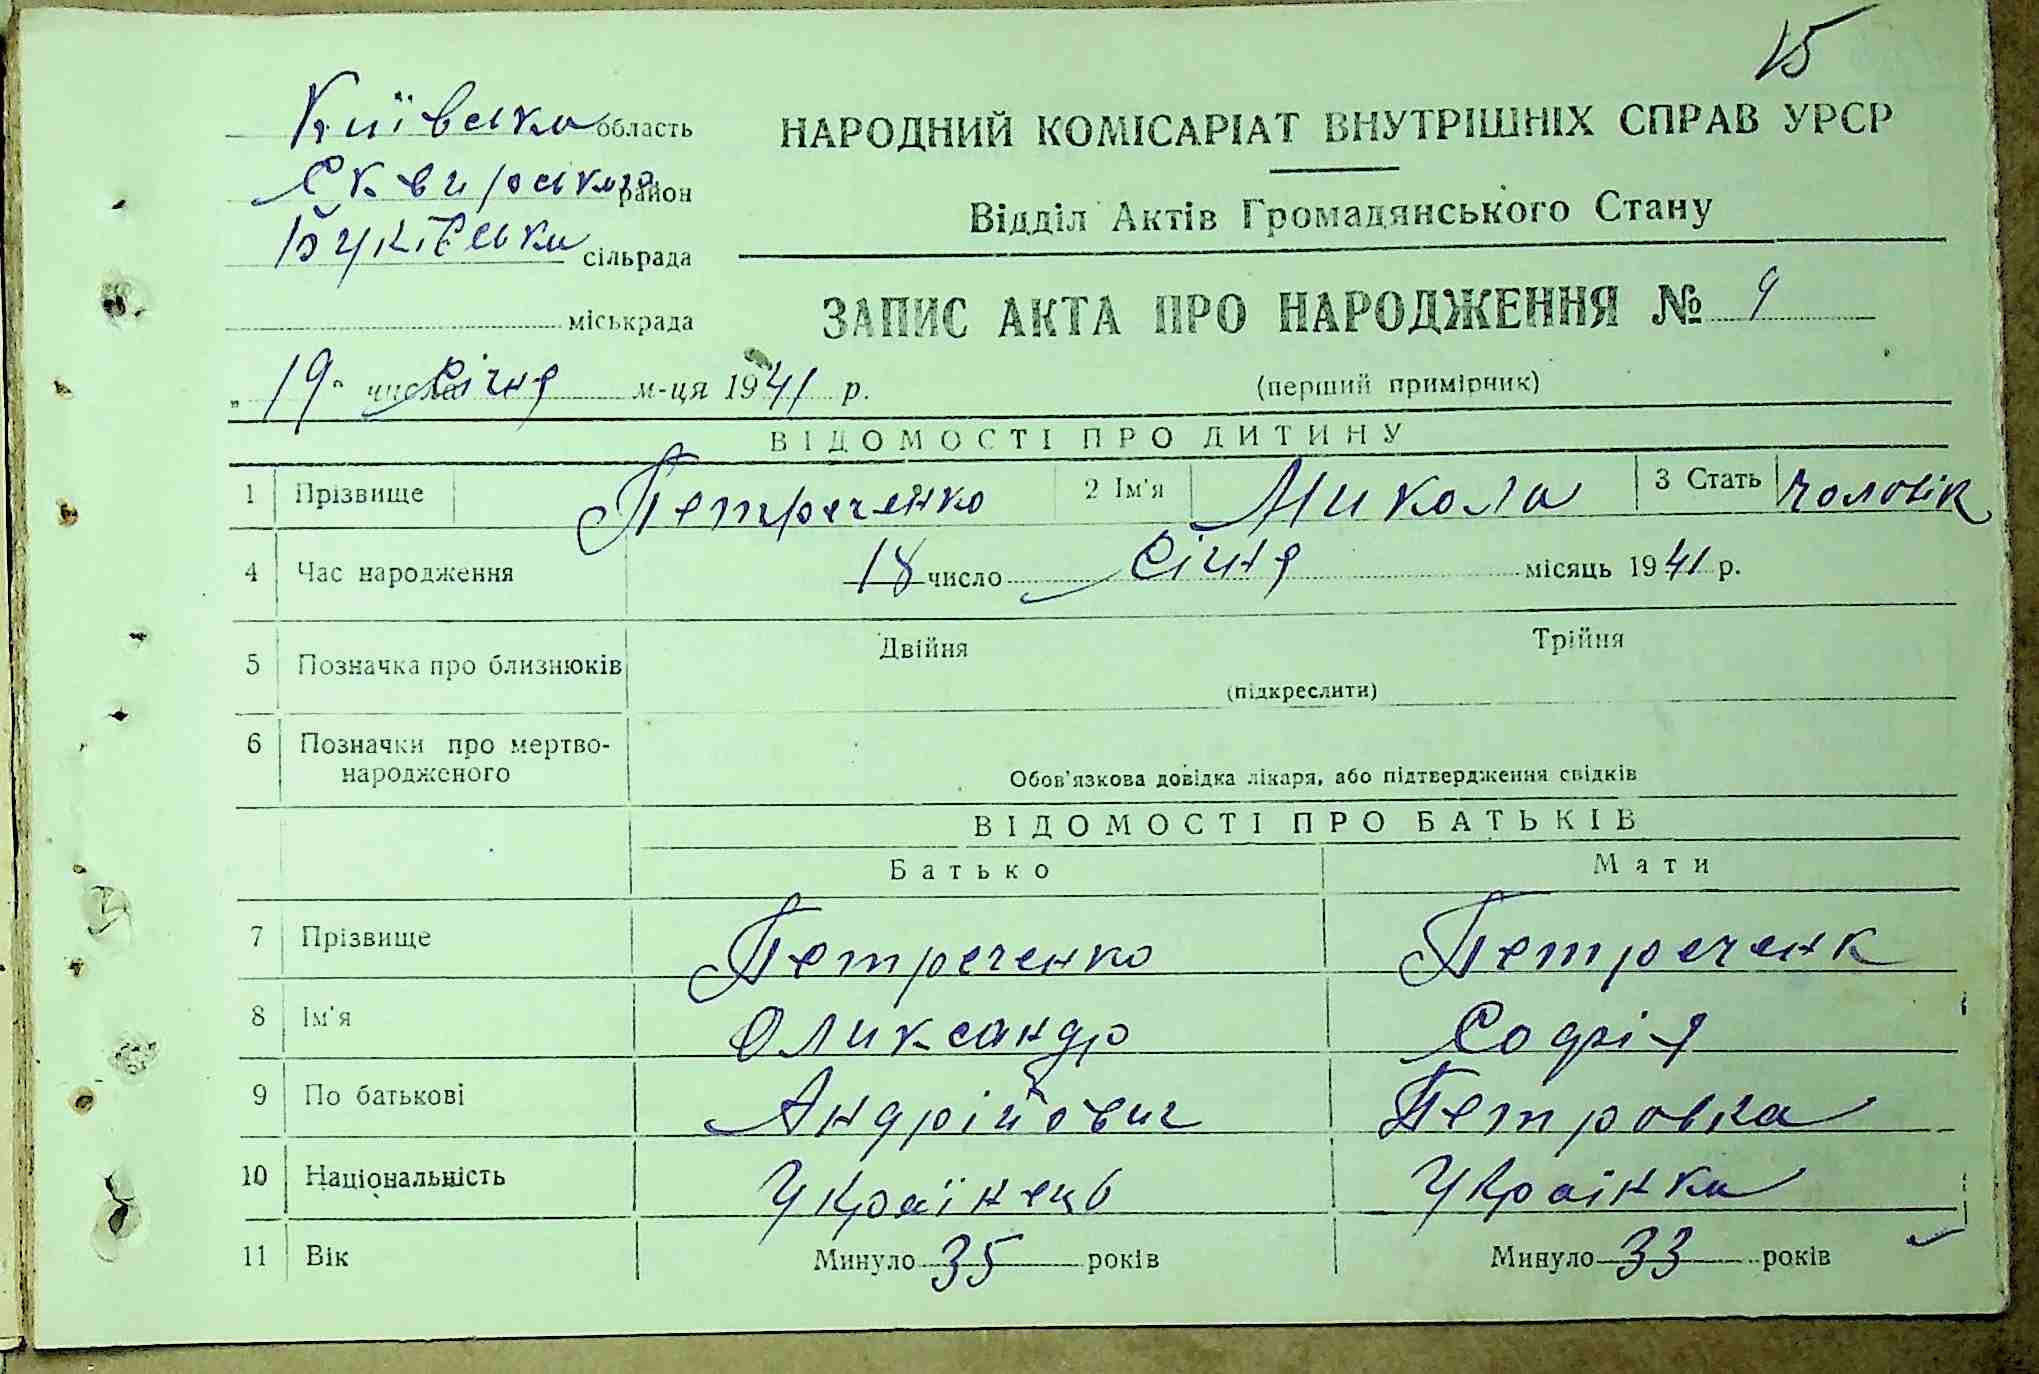 15
Київська область
НАРОДНИЙ КОМІСАРІАТ ВНУТРІШНІХ СПРАВ УРСР
Сквирського район
Відділ Актів Громадянського Стану
Буківська сільрада
міськрада
ЗАПИС АКТА ПРО НАРОДЖЕННЯ № 9
„ 19 " числа Січня м-ця 1941 р.
(перший примірник)
ВІДОМОСТІ ПРО ДИТИНУ
1 Прізвище Петреченко 2 Ім'я Микола 3 Стать чоловік
4 Час народження 18 число Січня місяць 1941 р.
5 Позначка про близнюків Двійня Трійня
(підкреслити)
6 Позначки про мертво-
народженого
Обов'язкова довідка лікаря, або підтвердження свідків
ВІДОМОСТІ ПРО БАТЬКІВ
Батько Мати
7 Прізвище Петреченко Петреченк
8 Ім'я Олександр Софія
9 По батькові Андрійович Петровна
10 Національність Українець Українка
11 Вік Минуло 35 років Минуло 33 років